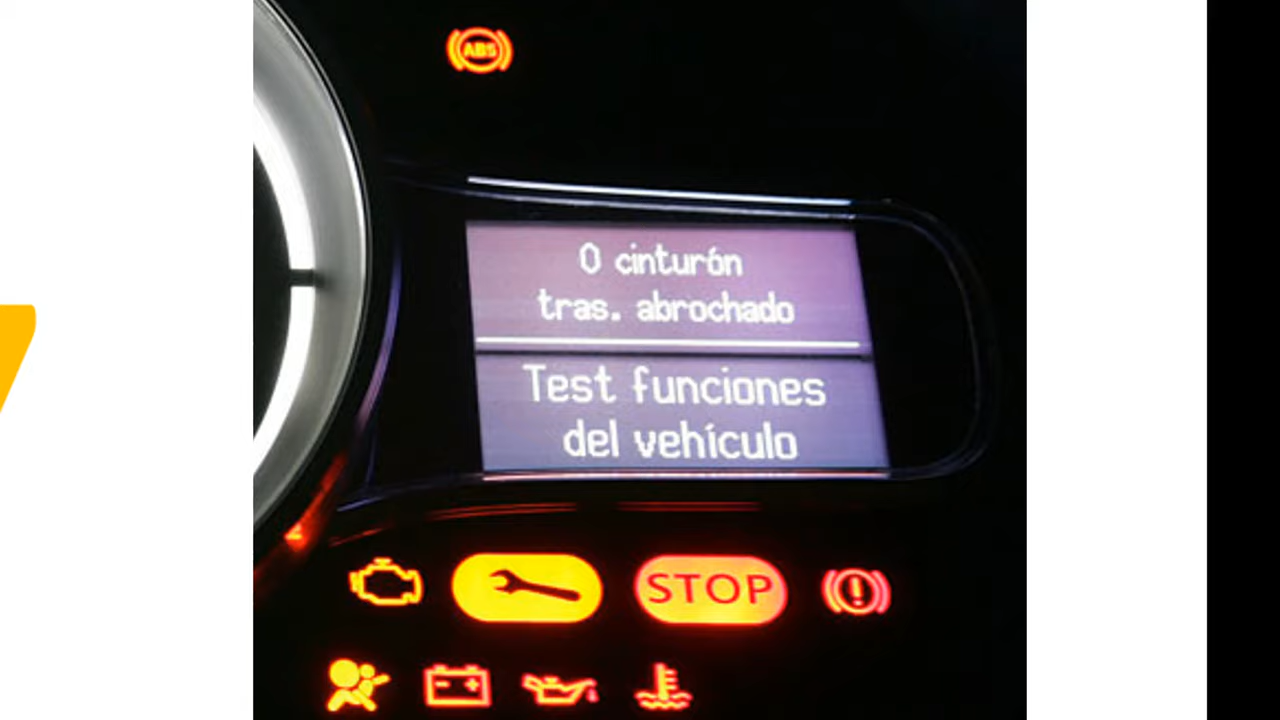 ABS
0 cinturón
tras. abrochado
Test funciones
del vehículo
STOP